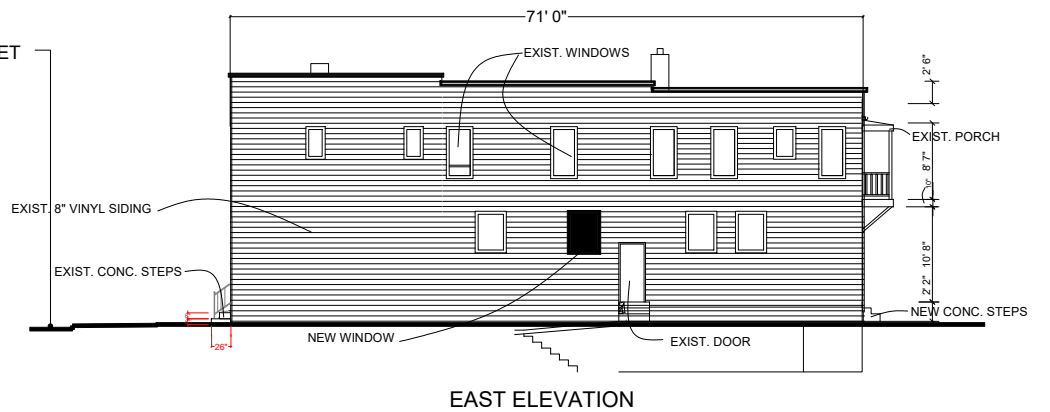 71' 0"
ET
EXIST. WINDOWS
2' 6"
EXIST. PORCH
8' 7"
10"
EXIST. 8" VINYL SIDING
10' 8"
EXIST. CONC. STEPS
2' 2"
NEW CONC. STEPS
NEW WINDOW
EXIST. DOOR
26"
EAST ELEVATION